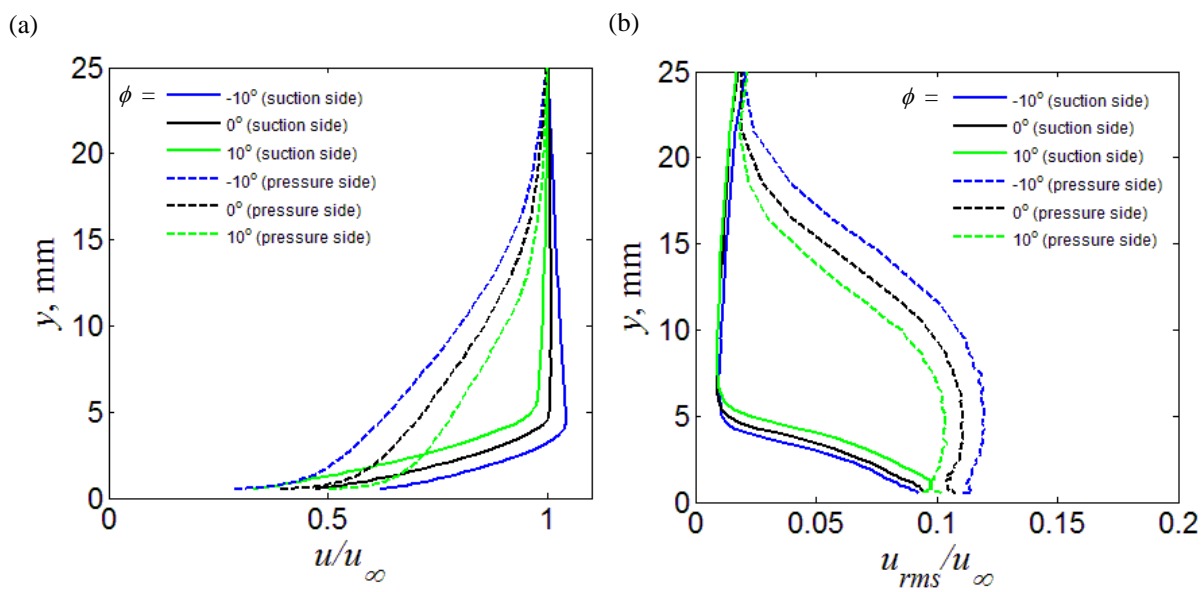 (a)
(b)
25
20
15
10
5
0
y, mm
0
0.5
1
u/u∞
ϕ =
-10° (suction side)
0° (suction side)
10° (suction side)
-10° (pressure side)
0° (pressure side)
10° (pressure side)
25
20
15
10
5
0
y, mm
0
0.05
0.1
0.15
0.2
u_rms/u∞
ϕ =
-10° (suction side)
0° (suction side)
10° (suction side)
-10° (pressure side)
0° (pressure side)
10° (pressure side)